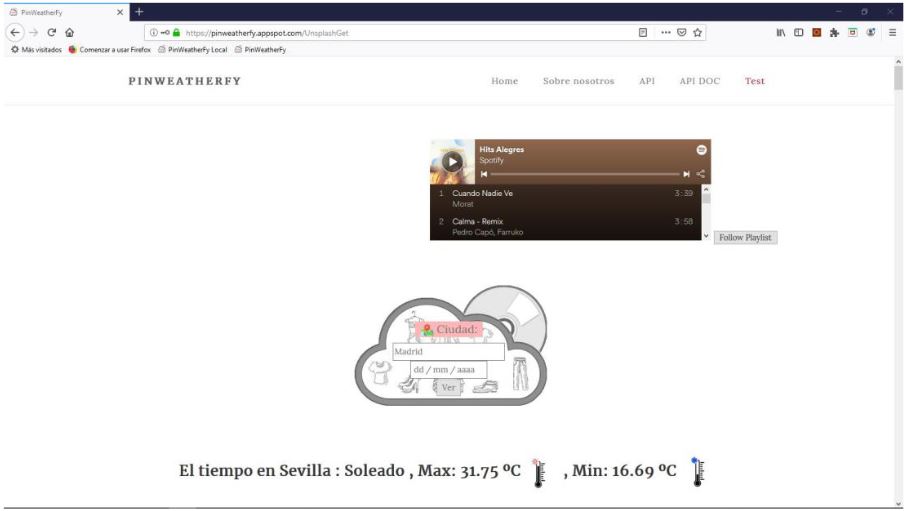 PinWeatherFy
https://pinweatherfy.appspot.com/UnsplashGet
Más visitados Comenzar a usar Firefox PinWeatherFy Local PinWeatherFy
PINWEATHERFY Home Sobre nosotros API API DOC Test
Hits Alegres
Spotify
1 Cuando Nadie Ve 3:39
Morat
2 Calma - Remix 3:58
Pedro Capó, Farruko
Follow Playlist
Ciudad:
Madrid
dd / mm / aaaa
Ver
El tiempo en Sevilla : Soleado , Max: 31.75 ºC , Min: 16.69 ºC